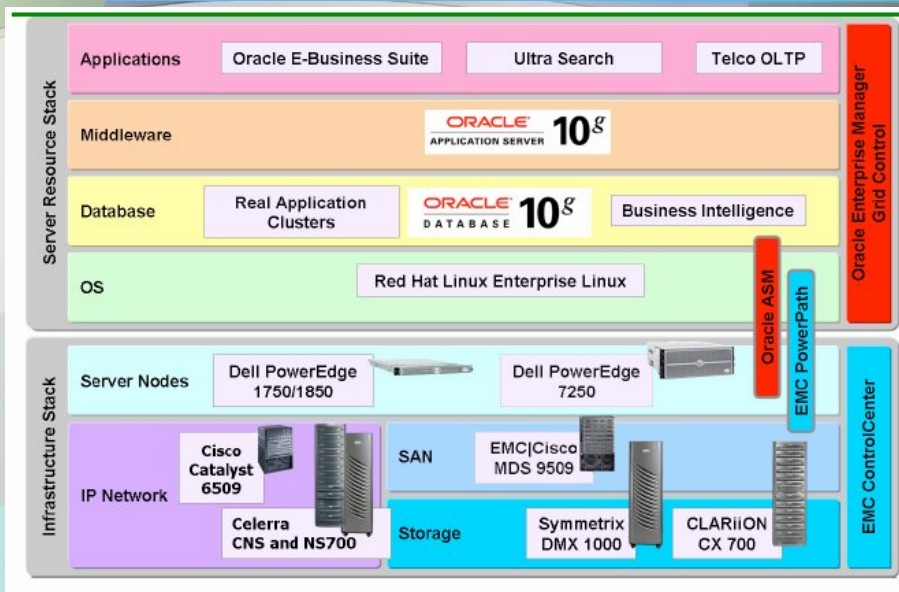 Server Resource Stack
Applications
Oracle E-Business Suite
Ultra Search
Telco OLTP
Middleware
ORACLE
APPLICATION SERVER 10g
Database
Real Application
Clusters
ORACLE
DATABASE 10g
Business Intelligence
OS
Red Hat Linux Enterprise Linux
Oracle Enterprise Manager
Grid Control
Oracle ASM
EMC PowerPath
Infrastructure Stack
Server Nodes
Dell PowerEdge
1750/1850
Dell PowerEdge
7250
IP Network
Cisco
Catalyst
6509
Celerra
CNS and NS700
SAN
EMC|Cisco
MDS 9509
Storage
Symmetrix
DMX 1000
CLARiiON
CX 700
EMC ControlCenter